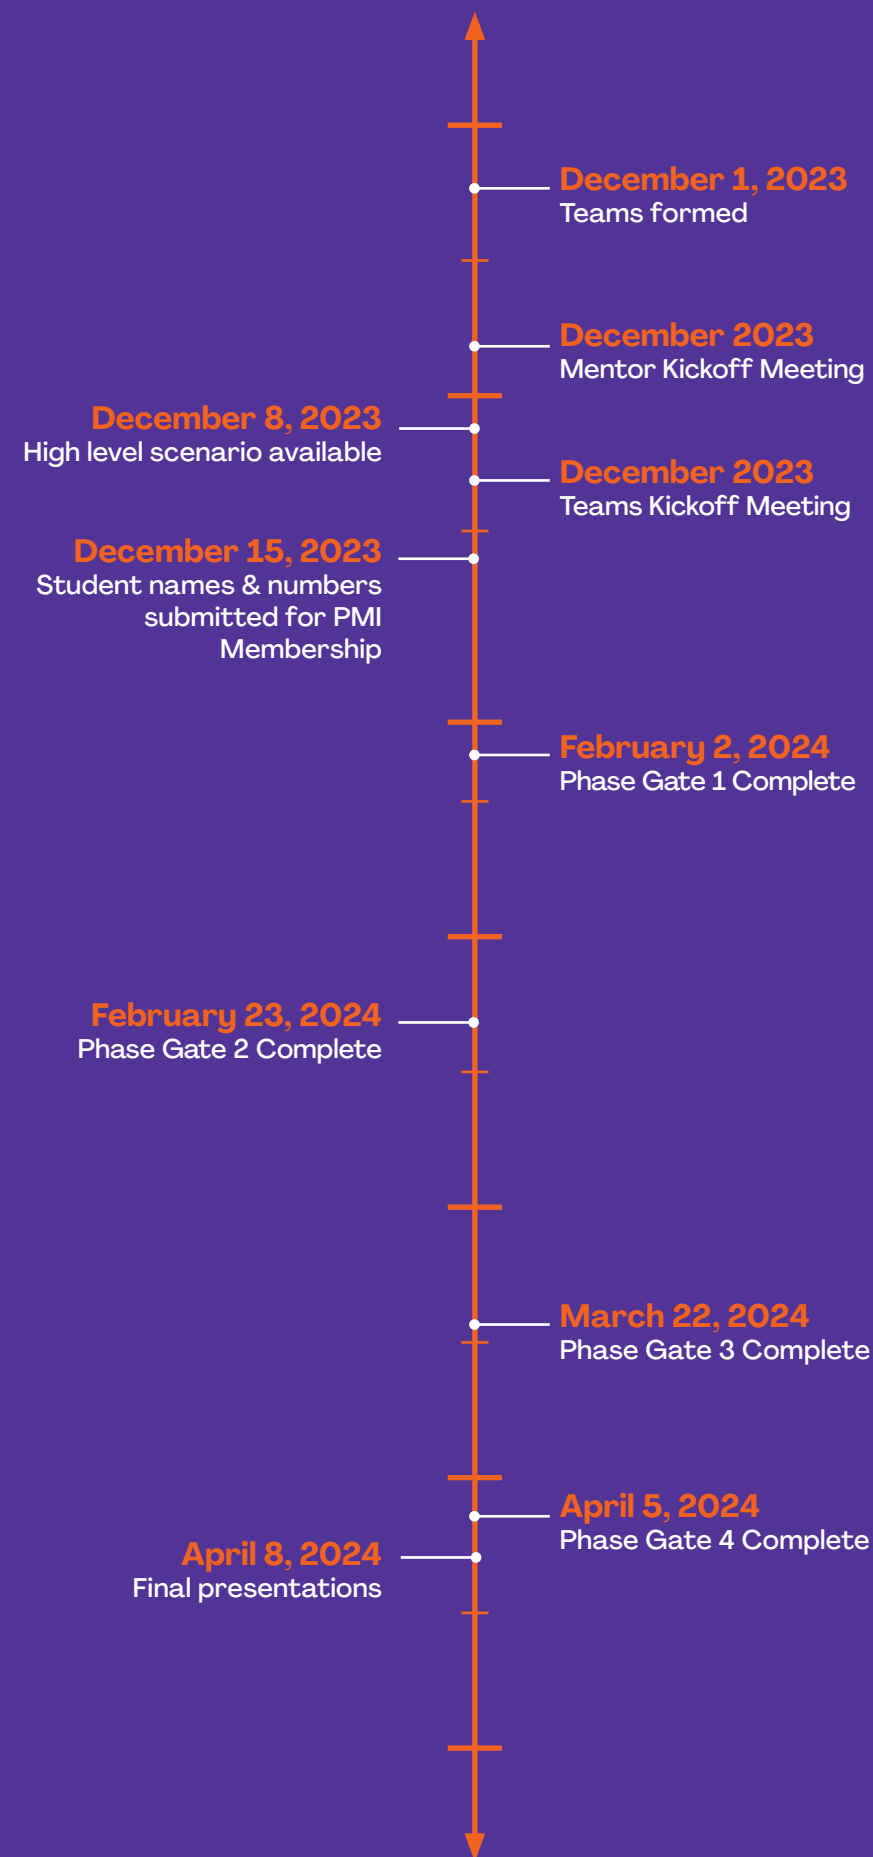 December 1, 2023
Teams formed
December 2023
Mentor Kickoff Meeting
December 8, 2023
High level scenario available
December 2023
Teams Kickoff Meeting
December 15, 2023
Student names & numbers
submitted for PMI
Membership
February 2, 2024
Phase Gate 1 Complete
February 23, 2024
Phase Gate 2 Complete
March 22, 2024
Phase Gate 3 Complete
April 5, 2024
Phase Gate 4 Complete
April 8, 2024
Final presentations